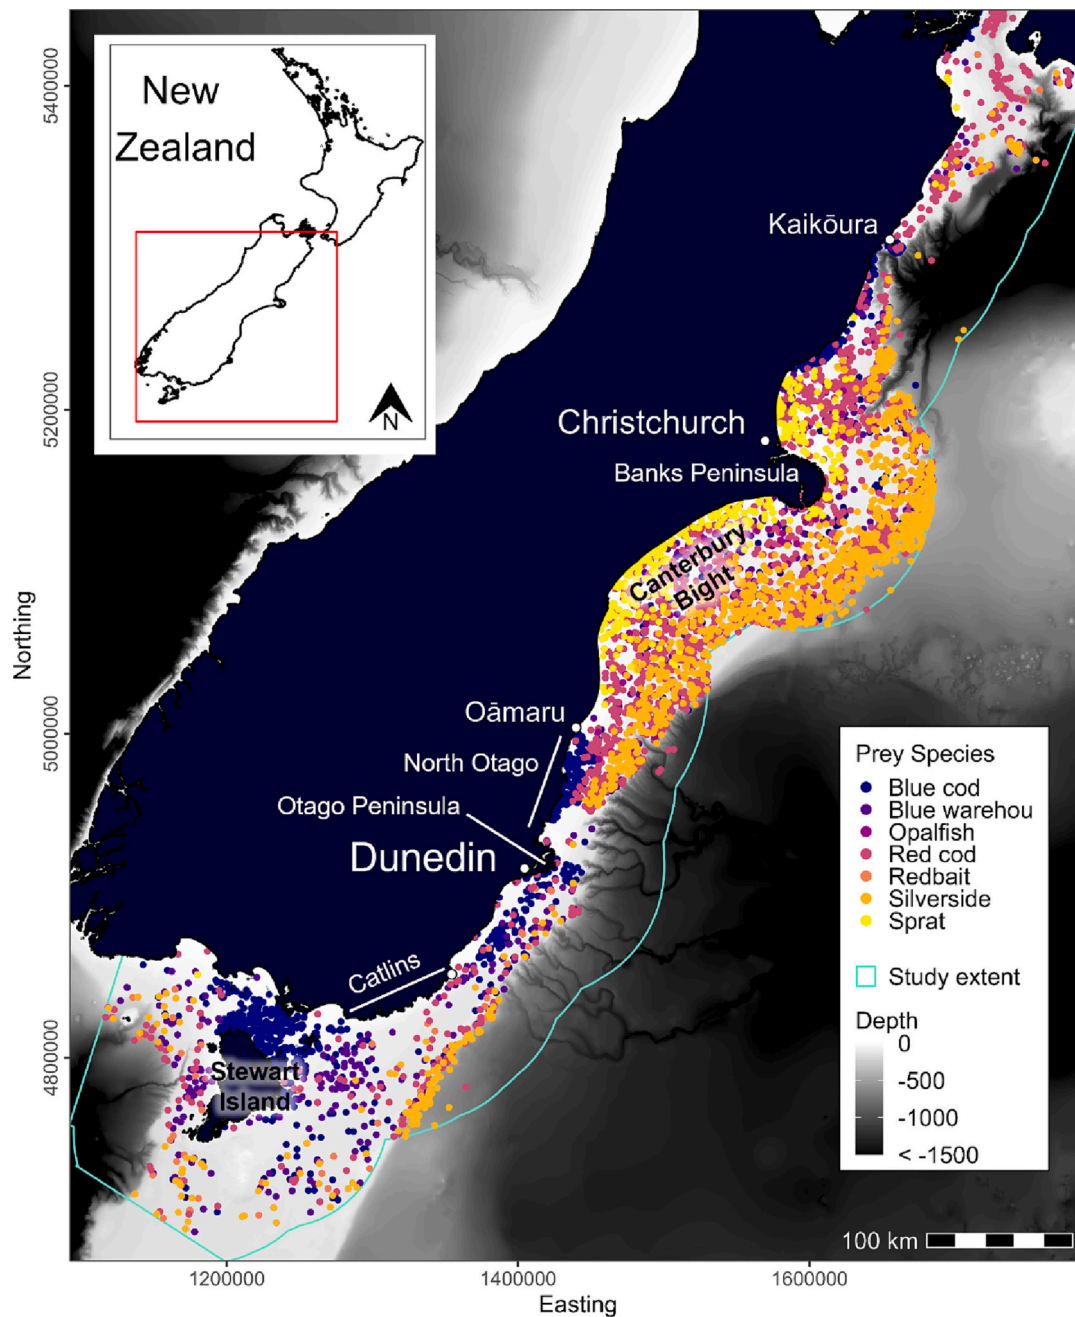 New
Zealand
N
Kaikōura
Christchurch
Banks Peninsula
Canterbury
Bight
Oāmaru
North Otago
Otago Peninsula
Dunedin
Catlins
Stewart
Island
Prey Species
Blue cod
Blue warehou
Opalfish
Red cod
Redbait
Silverside
Sprat
Study extent
Depth
0
-500
-1000
< -1500
100 km
5400000
5200000
5000000
4800000
Northing
1200000
1400000
1600000
Easting